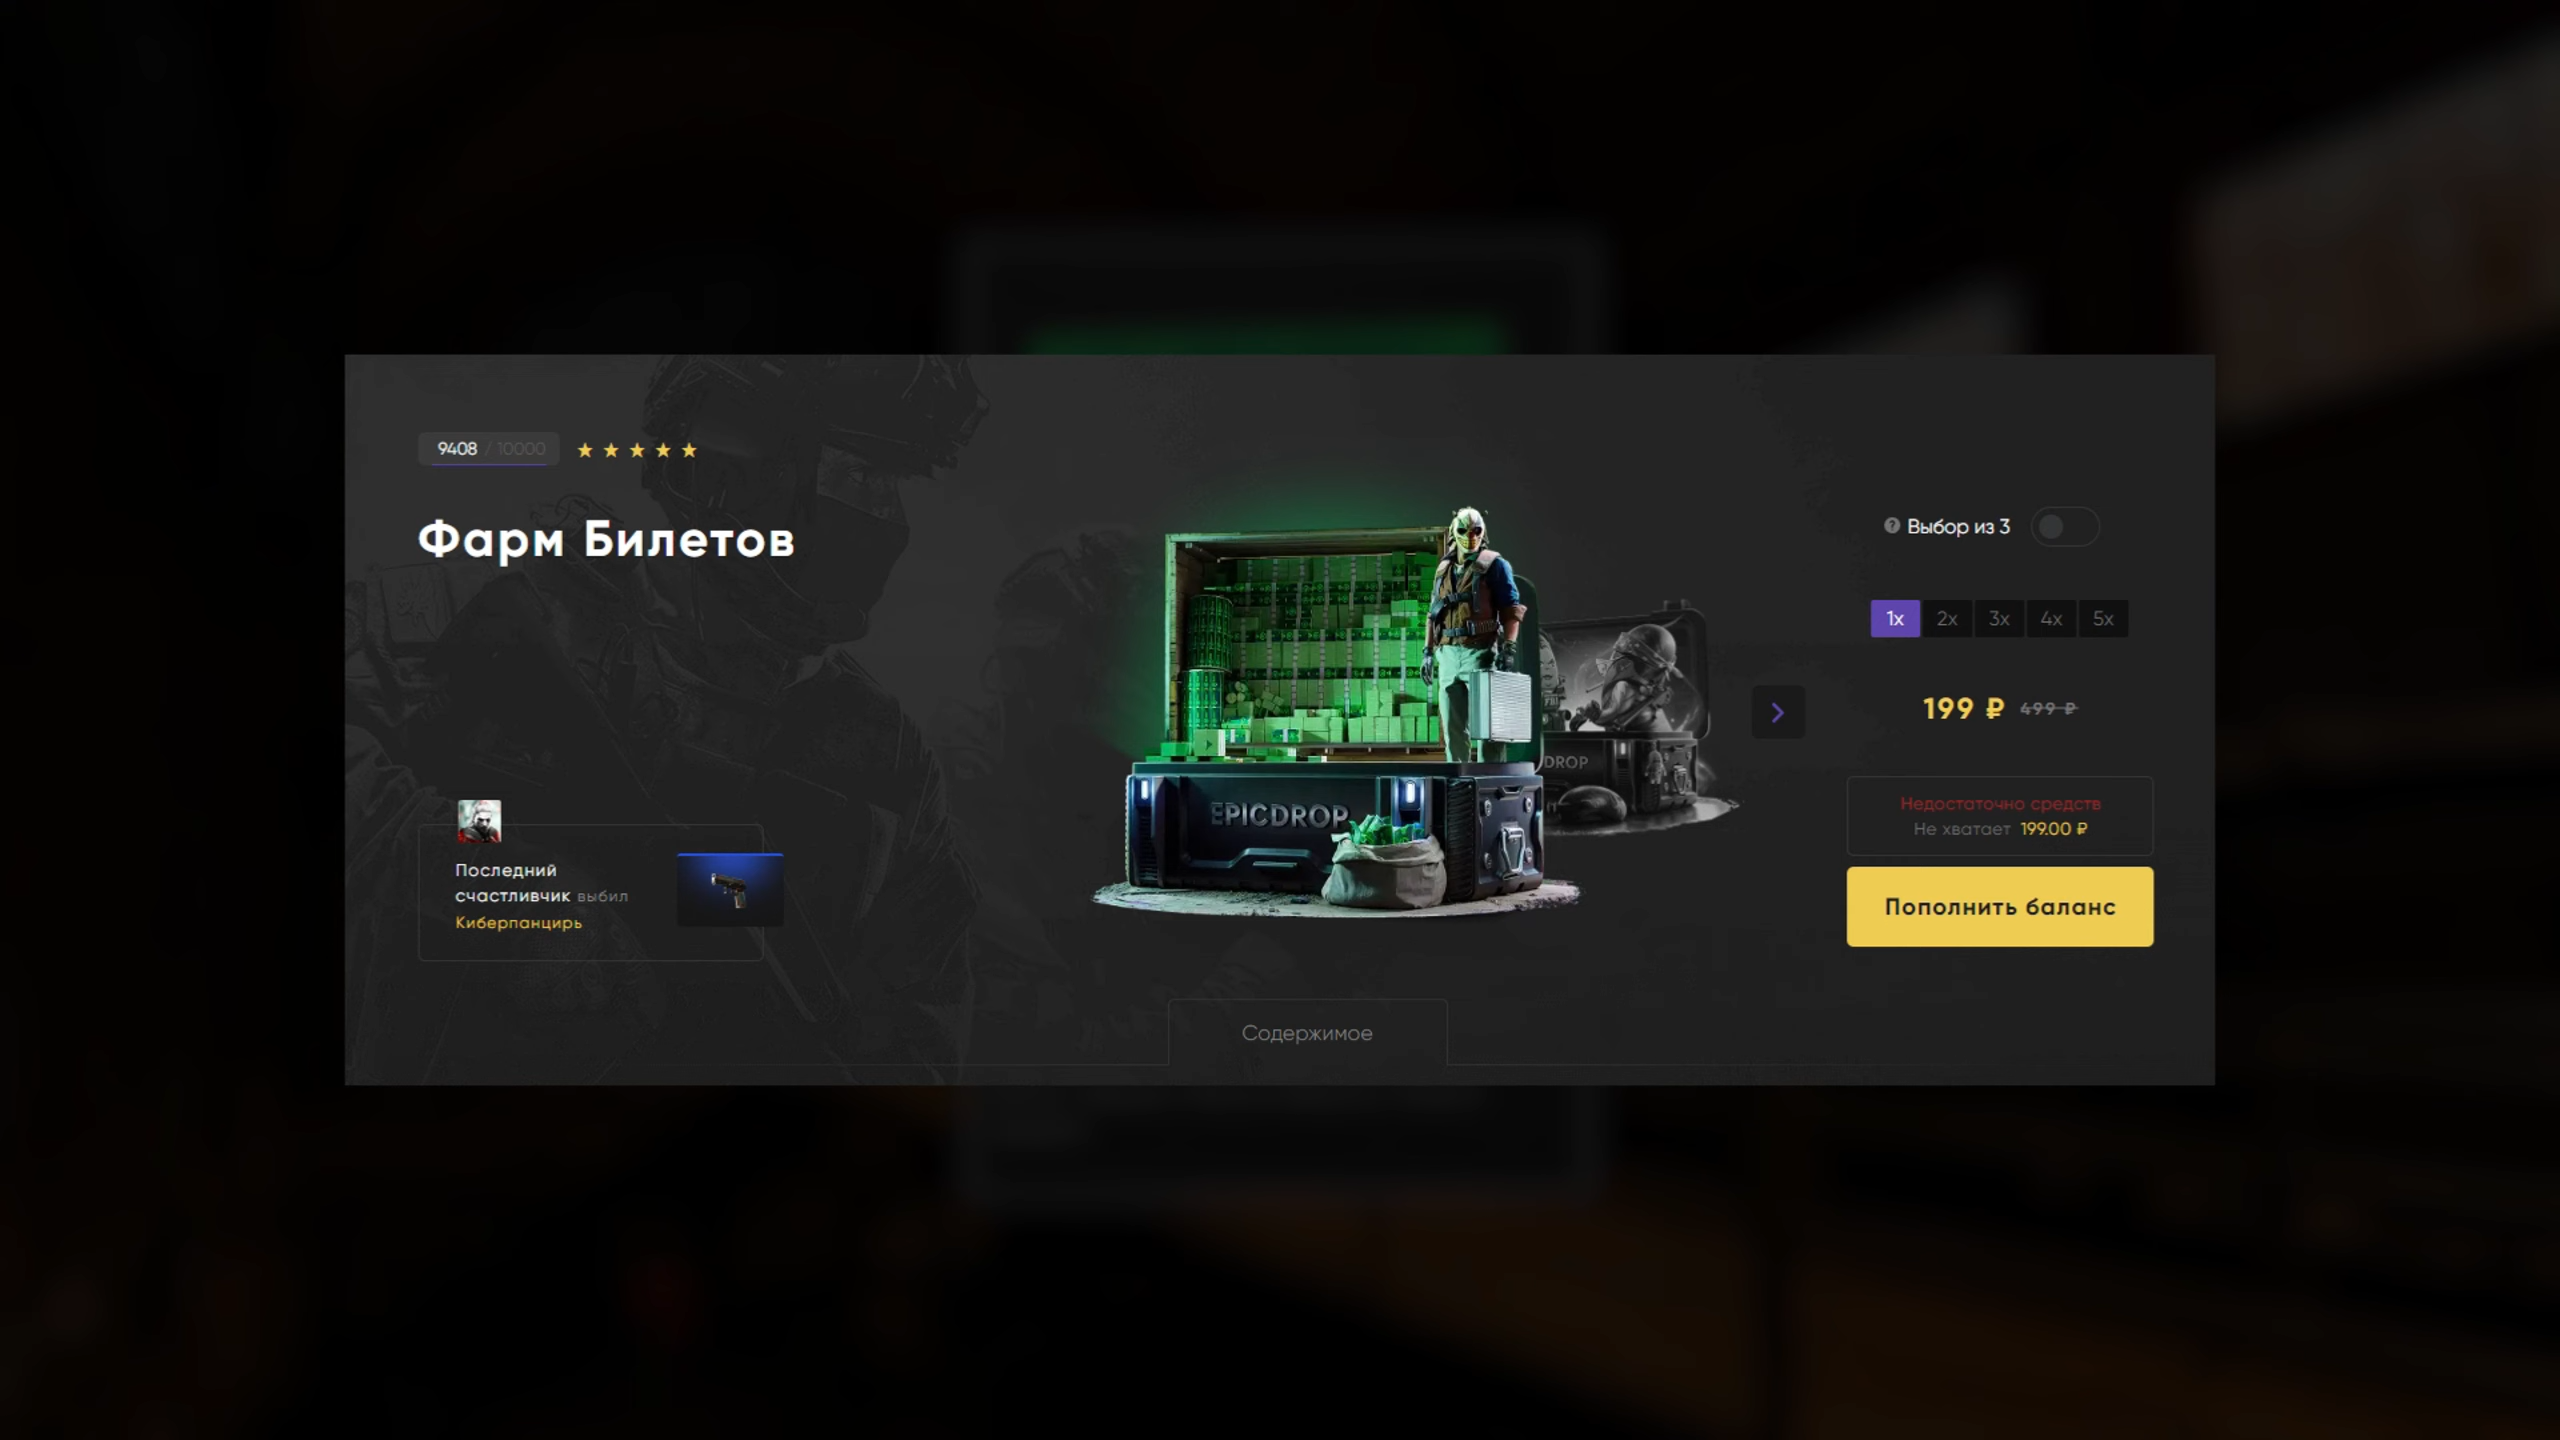 9408 / 10000
Фарм Билетов
Последний
счастливчик выбил
Киберпанцирь
EPICDROP
DROP
FBI
Содержимое
? Выбор из 3
1x 2x 3x 4x 5x
199 ₽ 499 ₽
Недостаточно средств
Не хватает 199.00 ₽
Пополнить баланс